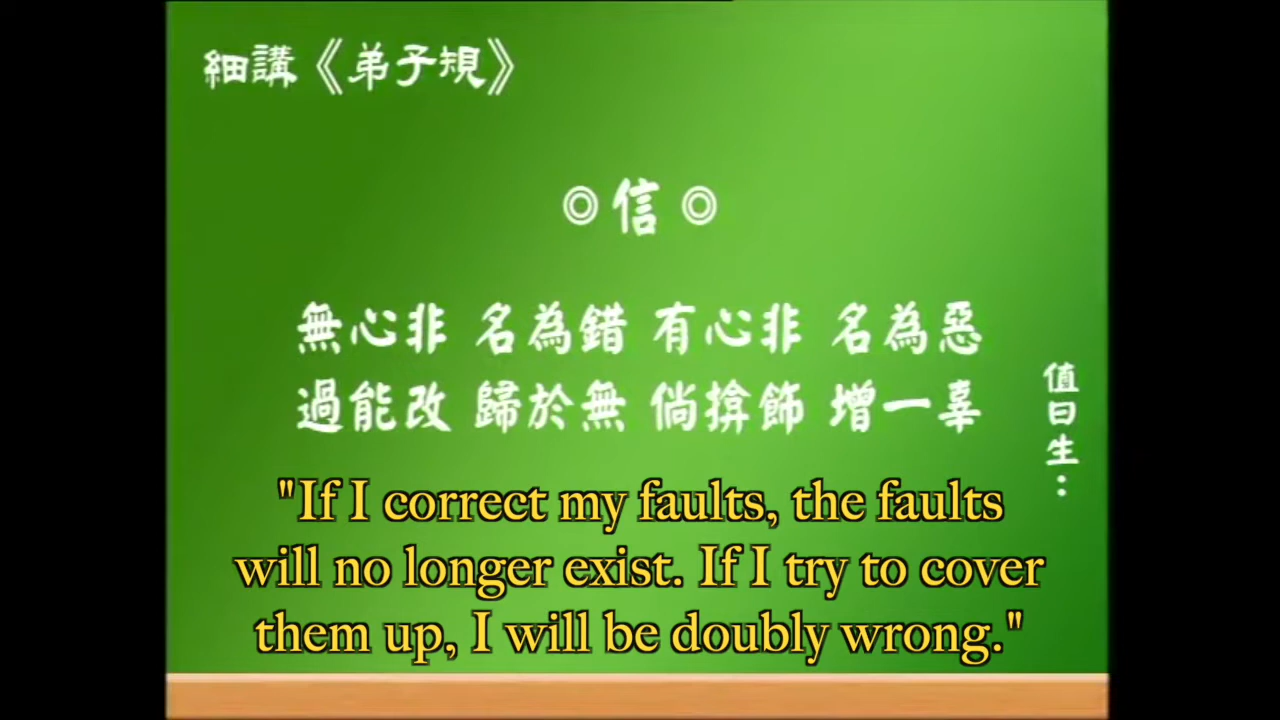 細講《弟子規》
◎信◎
無心非 名為錯 有心非 名為惡
過能改 歸於無 倘揜飾 增一辜
值日生:
"If I correct my faults, the faults
will no longer exist. If I try to cover
them up, I will be doubly wrong."